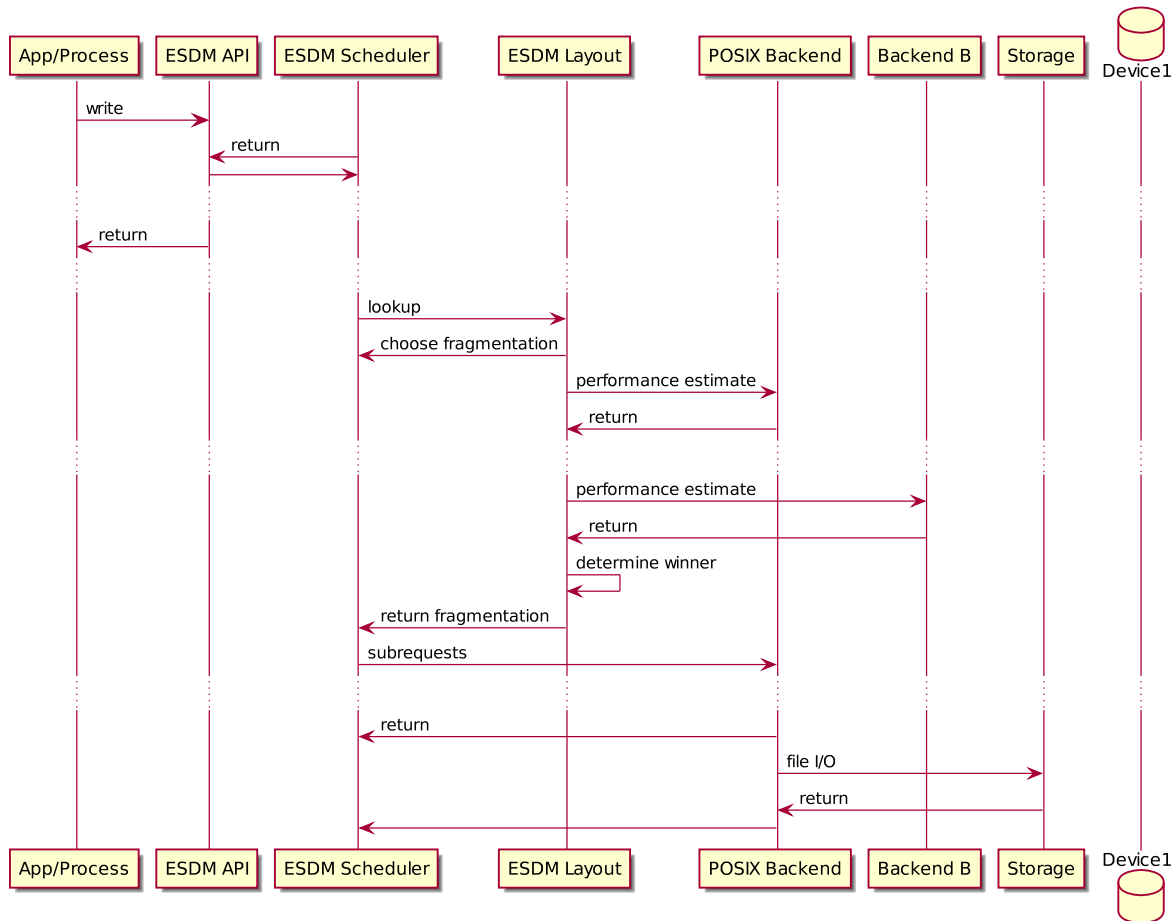 App/Process ESDM API ESDM Scheduler ESDM Layout POSIX Backend Backend B Storage Device1
write
return
return
lookup
choose fragmentation
performance estimate
return
performance estimate
return
determine winner
return fragmentation
subrequests
return
file I/O
return
App/Process ESDM API ESDM Scheduler ESDM Layout POSIX Backend Backend B Storage Device1